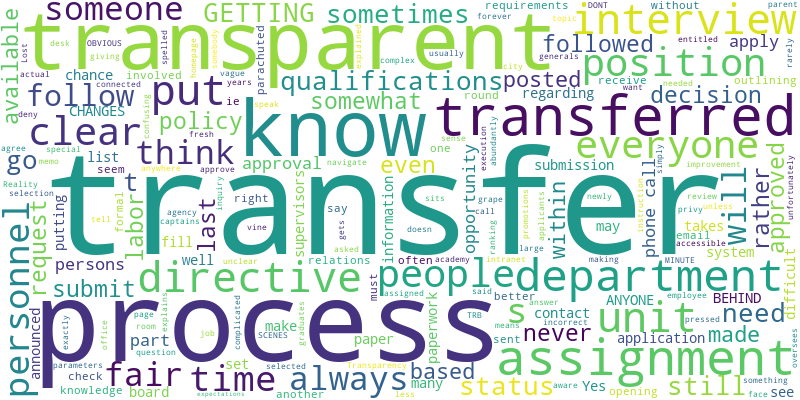 someone
GETTING
sometimes
requirements
without
parent
forever
DONT
topic
interview
transparent
available
Lost
desk
OBVIOUS
giving
spelled
homepage
somebody
parachuted
usually
explained
complex
city
generals
entitled
rarely
want
actual
years
vague
followed
apply
position
chance
involved
qualifications
posted
receive
needed
outlining
deny
connected
confusing
follow
put
CHANGES
ie
somewhat
round
regarding
decision
policy
fresh
speak
sense
execution
abundantly
transferred
clear
know
everyone
agree
special
think
approval
navigate
even
one
submission
phone call
simply
improvement
Reality
memo
anywhere
approve
go
t
list
seem
selection
putting
tell
formal
captains
agency
inquiry
vine
right
last
supervisors
say
gets
asked
information
sits
opportunity
call
grape
ranking
newly
promotions
applicants
within
instruction
may
email
will
review
unless
privy
accessible
rather
approved
unfortunately
transfer
personnel
request
labor
fill
persons
well
relations
doesn
often
academy
intranet
large
making
takes
system
MINUTE
difficult
submit
directive
must
assigned
people
department
said
answer
better
means
ANYONE
employee
BEHIND
process
announced
exactly
page
explains
room
office
part
question
complicated
SCENES
make
graduates
paper
paperwork
sent
s
contact
incorrect
unit
never
made
pressed
need
application
parameters
job
selected
Transparency
TRB
assignment
fair
time
set
always
based
status
Yes
opening
still
aware
face
something
see
oversees
check
knowledge
board
expectations
another
many
less